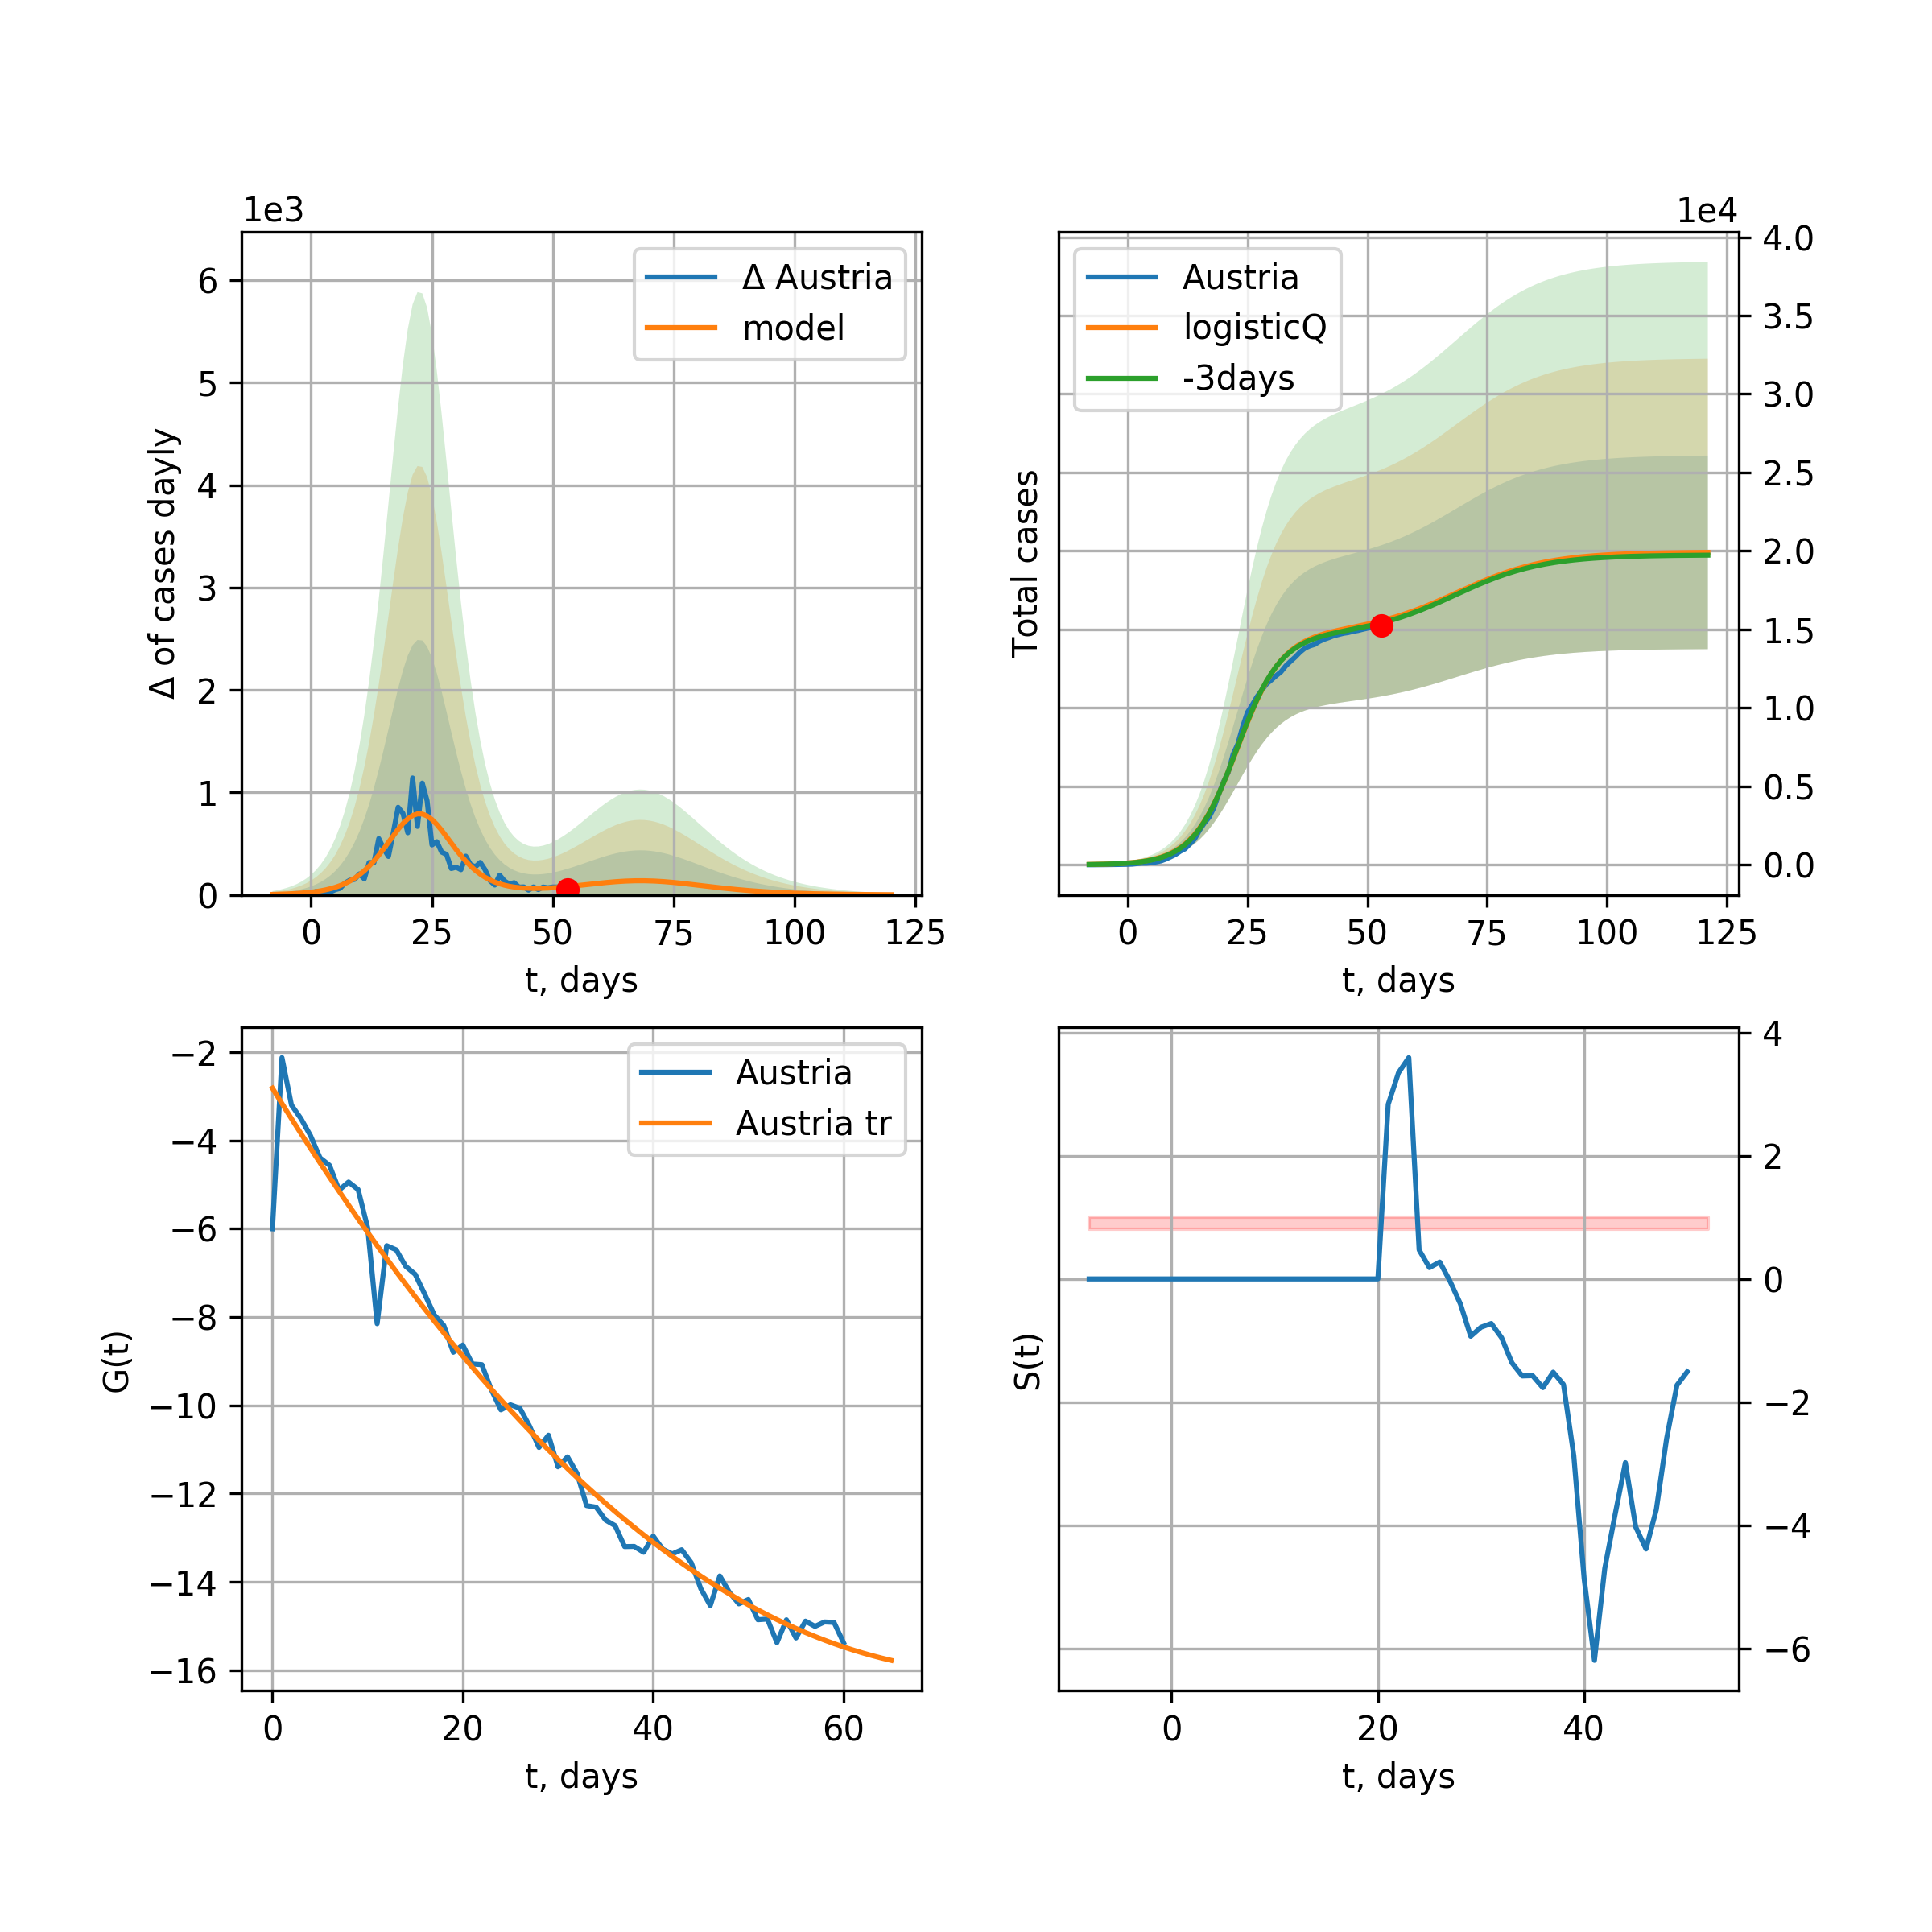 1e3
Δ of cases dayly
6
5
4
3
2
1
0
Δ Austria
model
0 25 50 75 100 125
t, days
1e4
Total cases
Austria
logisticQ
-3days
4.0
3.5
3.0
2.5
2.0
1.5
1.0
0.5
0.0
0 25 50 75 100 125
t, days
G(t)
−2
−4
−6
−8
−10
−12
−14
−16
Austria
Austria tr
0 20 40 60
t, days
S(t)
4
2
0
−2
−4
−6
0 20 40
t, days